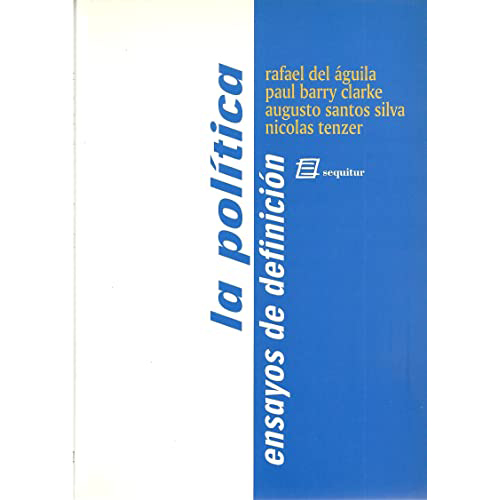 la política
ensayos de definición
rafael del águila
paul barry clarke
augusto santos silva
nicolas tenzer
sequitur